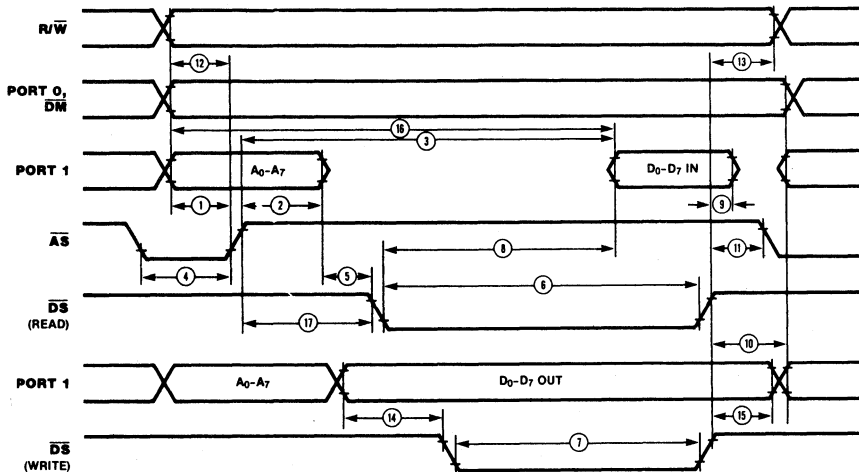 R/W̅
12
13
PORT 0,
D̅M̅
16
3
PORT 1
A₀-A₇
D₀-D₇ IN
1
2
9
A̅S̅
8
11
4
5
6
D̅S̅
(READ)
17
10
PORT 1
A₀-A₇
D₀-D₇ OUT
14
15
7
D̅S̅
(WRITE)